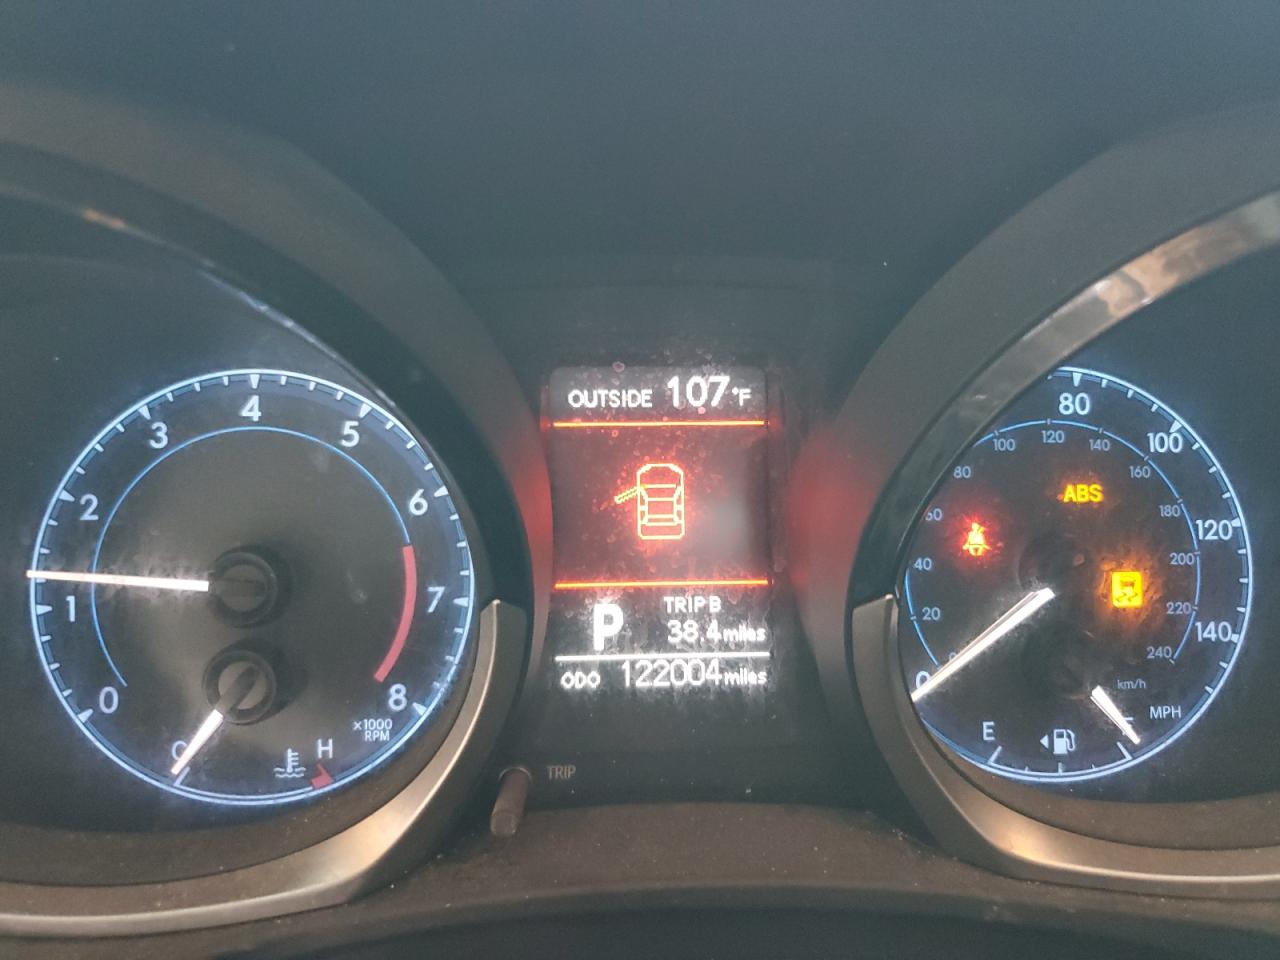 OUTSIDE 107°F
TRIP B
P 38.4 miles
ODO 122004 miles
TRIP
0 1 2 3 4 5 6 7 8
×1000
RPM
C H
0 80 100 120 140
MPH
20 40 80 100 120 140 160 180 200 220 240
km/h
ABS
E